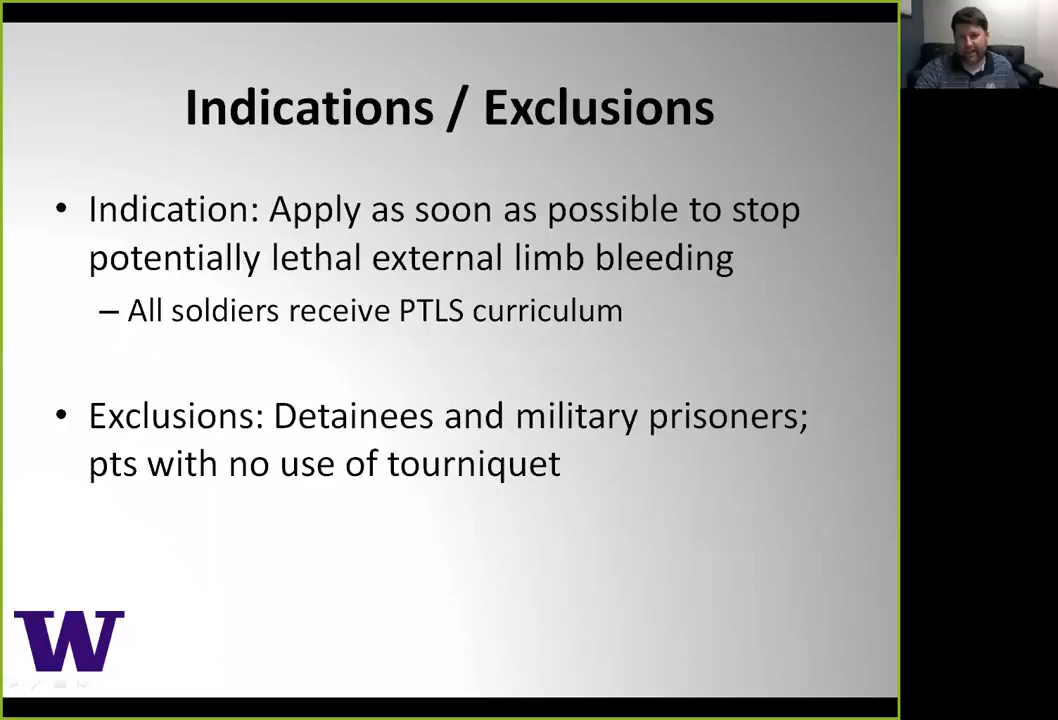 Indications / Exclusions
• Indication: Apply as soon as possible to stop
potentially lethal external limb bleeding
– All soldiers receive PTLS curriculum
• Exclusions: Detainees and military prisoners;
pts with no use of tourniquet
W